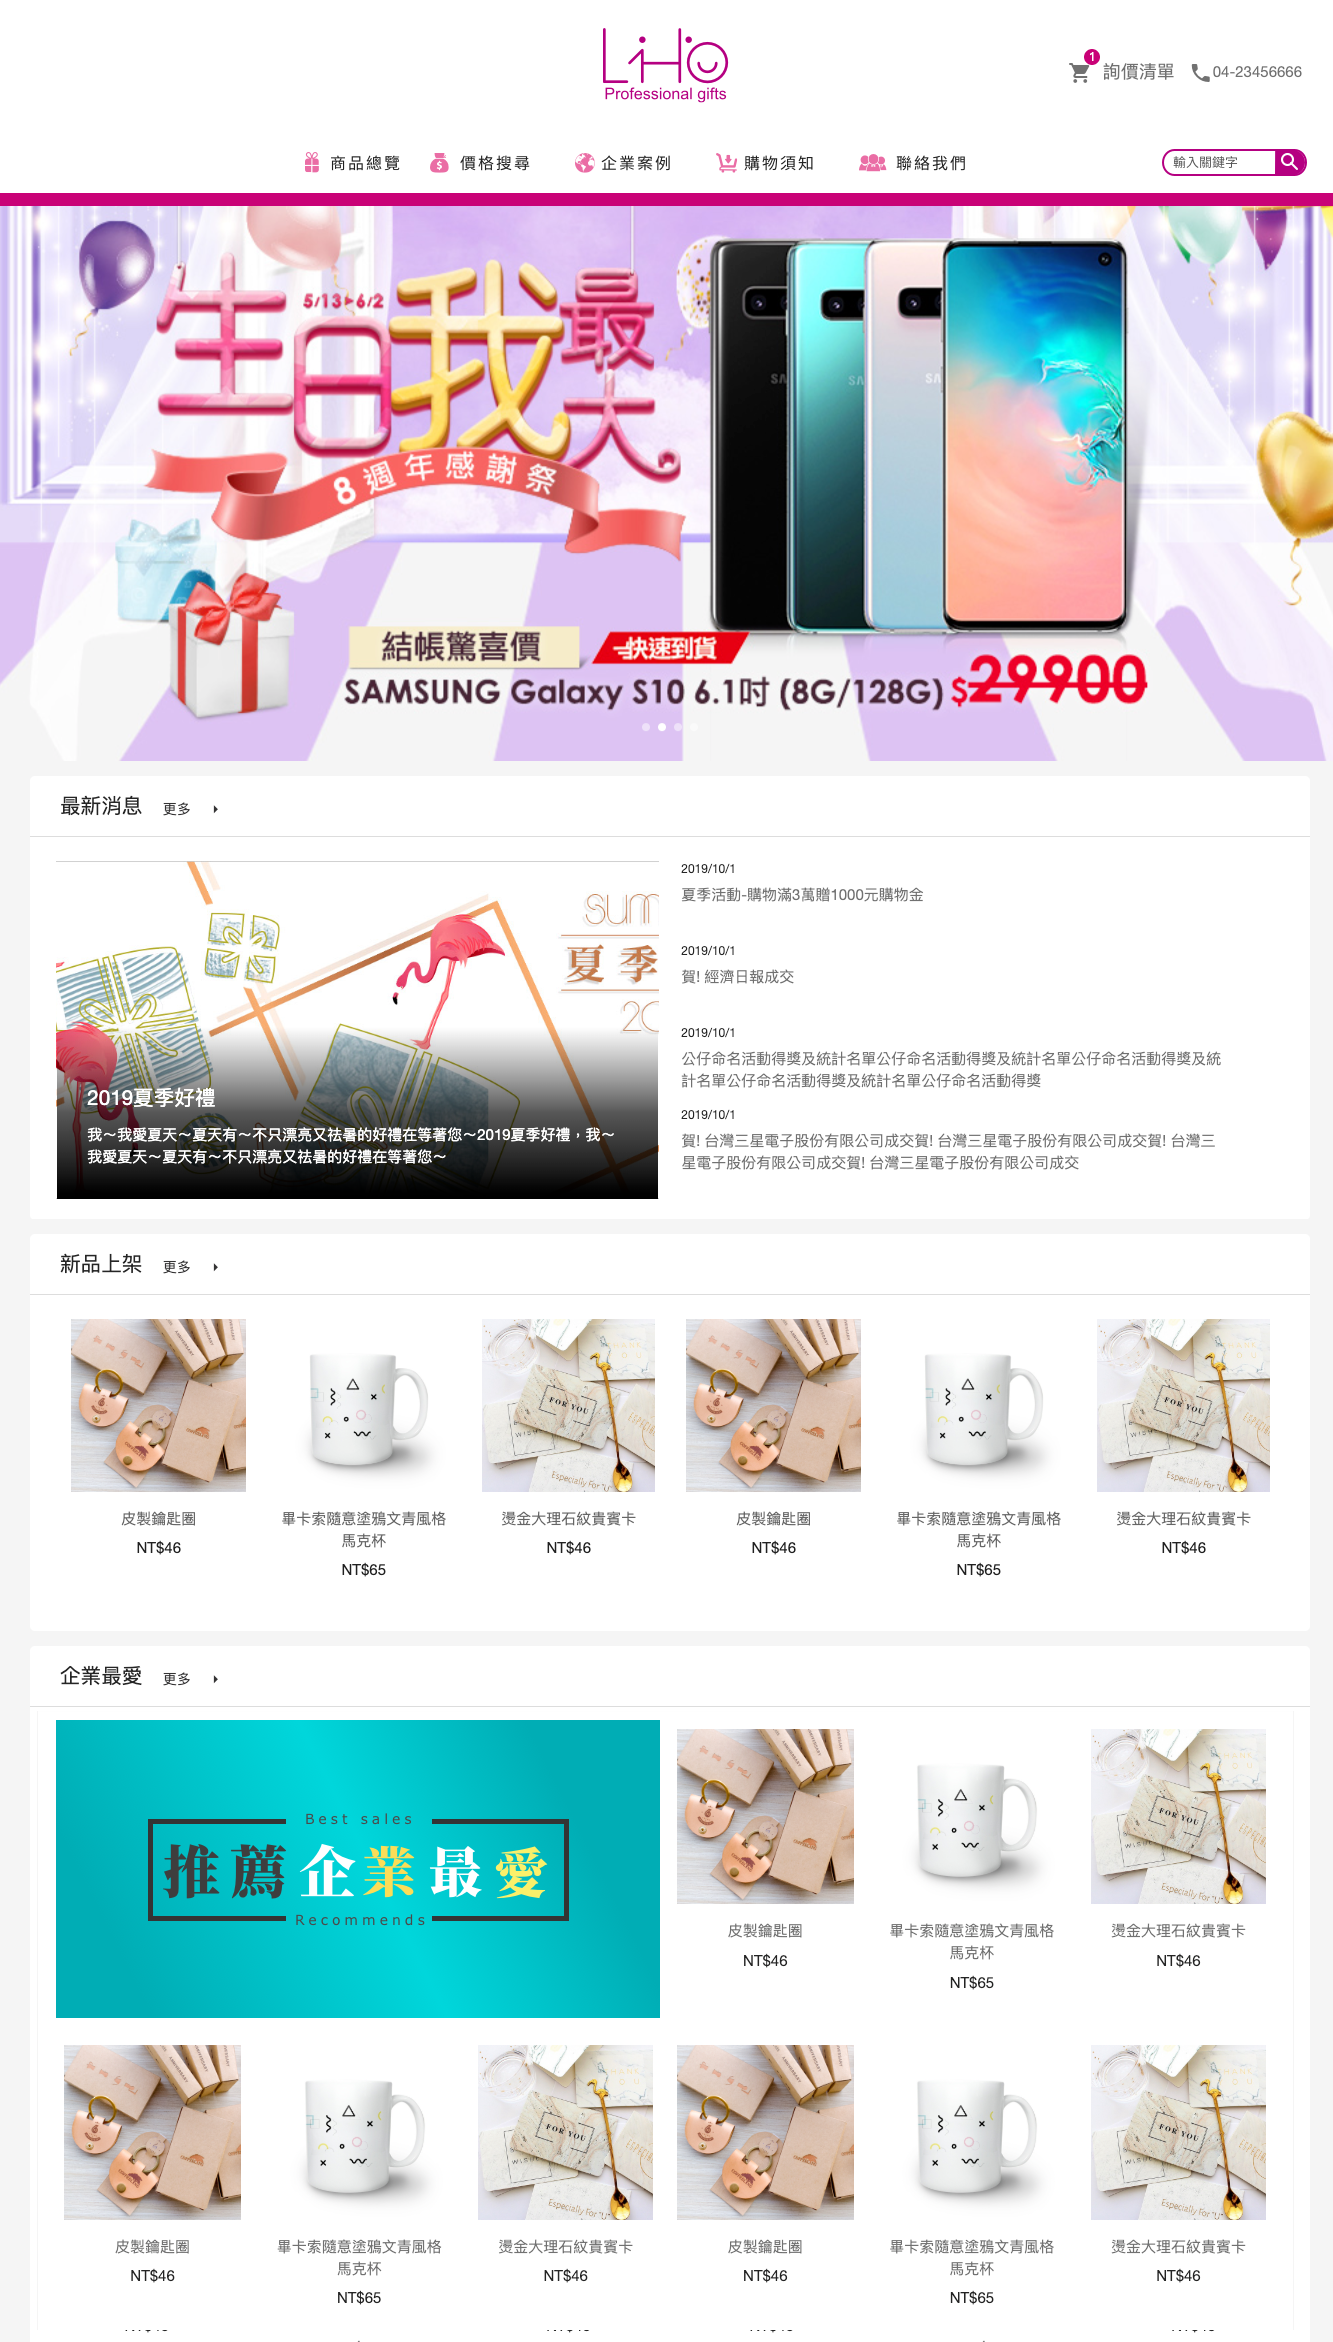 LiHo
Professional gifts
1
詢價清單
04-23456666
商品總覽
價格搜尋
企業案例
購物須知
聯絡我們
輸入關鍵字
5/13▸6/2
生日我最大
8週年感謝祭
結帳驚喜價
快速到貨
SAMSUNG Galaxy S10 6.1吋 (8G/128G) $29900
最新消息
更多
夏季
2019夏季好禮
我～我愛夏天～夏天有～不只漂亮又祛暑的好禮在等著您～2019夏季好禮，我～
我愛夏天～夏天有～不只漂亮又祛暑的好禮在等著您～
2019/10/1
夏季活動-購物滿3萬贈1000元購物金
2019/10/1
賀! 經濟日報成交
2019/10/1
公仔命名活動得獎及統計名單公仔命名活動得獎及統計名單公仔命名活動得獎及統
計名單公仔命名活動得獎及統計名單公仔命名活動得獎
2019/10/1
賀! 台灣三星電子股份有限公司成交賀! 台灣三星電子股份有限公司成交賀! 台灣三
星電子股份有限公司成交賀! 台灣三星電子股份有限公司成交
新品上架
更多
FOR YOU
Especially For "U"
FOR YOU
Especially For "U"
皮製鑰匙圈
NT$46
畢卡索隨意塗鴉文青風格
馬克杯
NT$65
燙金大理石紋貴賓卡
NT$46
皮製鑰匙圈
NT$46
畢卡索隨意塗鴉文青風格
馬克杯
NT$65
燙金大理石紋貴賓卡
NT$46
企業最愛
更多
Best sales
推薦企業最愛
Recommends
FOR YOU
Especially For "U"
皮製鑰匙圈
NT$46
畢卡索隨意塗鴉文青風格
馬克杯
NT$65
燙金大理石紋貴賓卡
NT$46
FOR YOU
Especially For "U"
FOR YOU
Especially For "U"
皮製鑰匙圈
NT$46
畢卡索隨意塗鴉文青風格
馬克杯
NT$65
燙金大理石紋貴賓卡
NT$46
皮製鑰匙圈
NT$46
畢卡索隨意塗鴉文青風格
馬克杯
NT$65
燙金大理石紋貴賓卡
NT$46